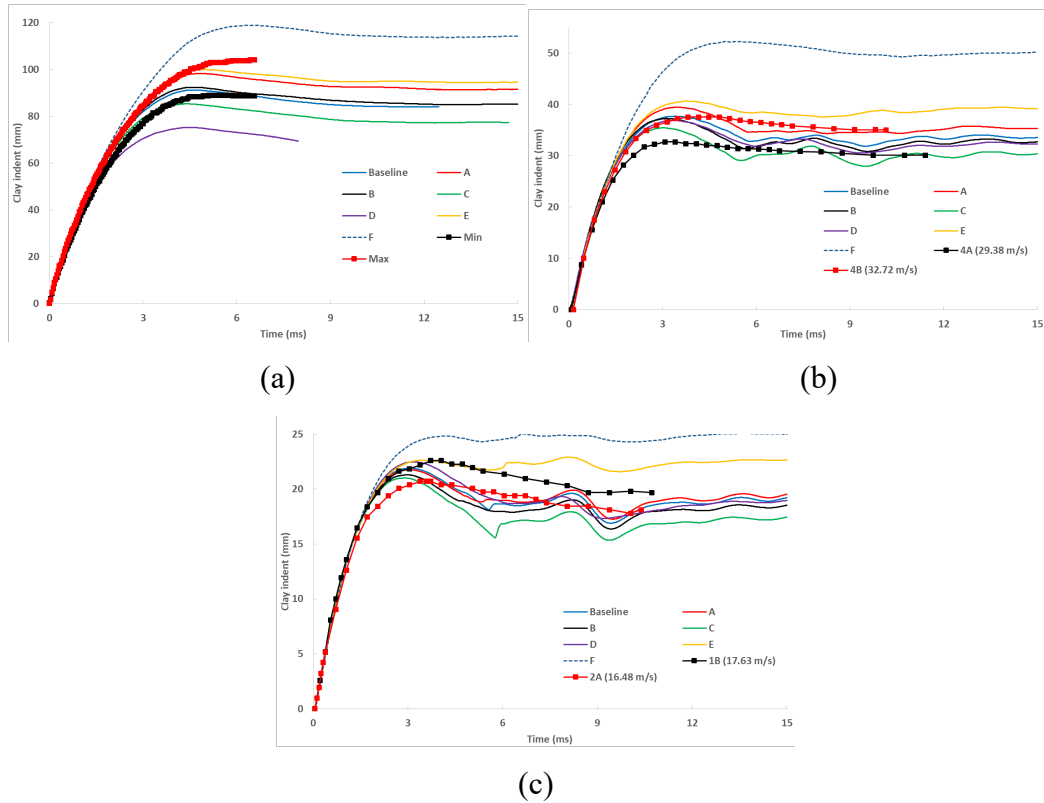 120
100
80
60
40
20
0
Clay indent (mm)
Baseline A
B C
D E
F Min
Max
0 3 6 9 12 15
Time (ms)
(a)
50
40
30
20
10
0
Clay indent (mm)
Baseline A
B C
D E
F 4A (29.38 m/s)
4B (32.72 m/s)
0 3 6 9 12 15
Time (ms)
(b)
25
20
15
10
5
0
Clay indent (mm)
Baseline A
B C
D E
F 1B (17.63 m/s)
2A (16.48 m/s)
0 3 6 9 12 15
Time (ms)
(c)